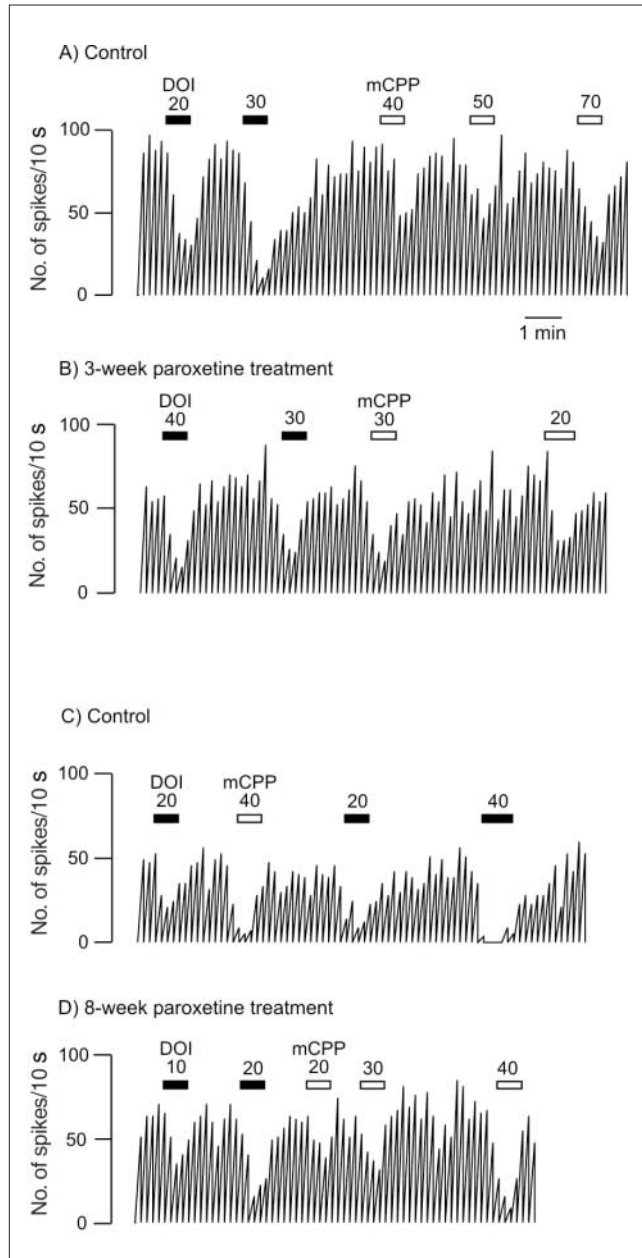 A) Control
DOI mCPP
20 30 40 50 70
100
50
0
No. of spikes/10 s
1 min
B) 3-week paroxetine treatment
DOI mCPP
40 30 30 20
100
50
0
No. of spikes/10 s
C) Control
DOI mCPP
20 40 20 40
100
50
0
No. of spikes/10 s
D) 8-week paroxetine treatment
DOI mCPP
10 20 20 30 40
100
50
0
No. of spikes/10 s